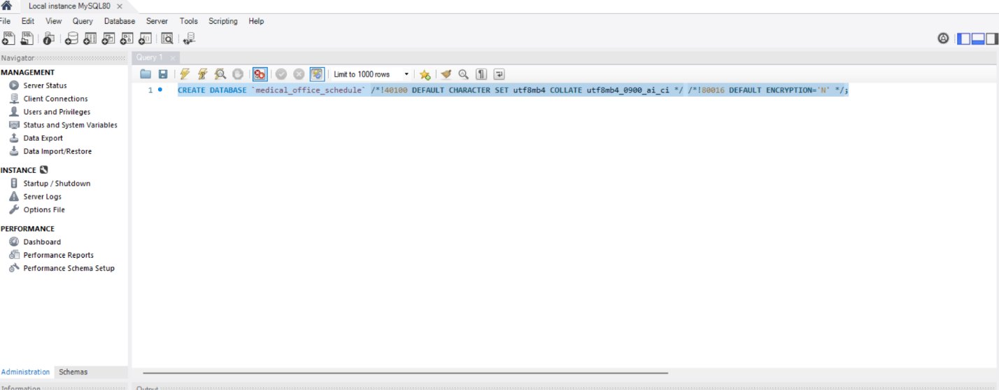 Local instance MySQL80
File Edit View Query Database Server Tools Scripting Help
SQL SQL
Navigator
Query 1
MANAGEMENT
Server Status
Client Connections
Users and Privileges
Status and System Variables
Data Export
Data Import/Restore
INSTANCE
Startup / Shutdown
Server Logs
Options File
PERFORMANCE
Dashboard
Performance Reports
Performance Schema Setup
Administration Schemas
Information
Limit to 1000 rows
1 CREATE DATABASE `medical_office_schedule` /*!40100 DEFAULT CHARACTER SET utf8mb4 COLLATE utf8mb4_0900_ai_ci */ /*!80016 DEFAULT ENCRYPTION='N' */;
Output